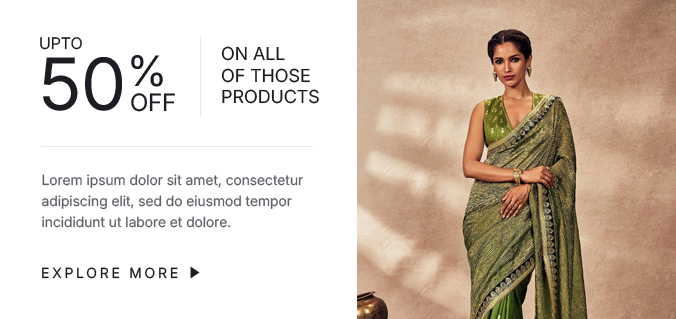 UPTO
50%
OFF
ON ALL
OF THOSE
PRODUCTS
Lorem ipsum dolor sit amet, consectetur
adipiscing elit, sed do eiusmod tempor
incididunt ut labore et dolore.
EXPLORE MORE